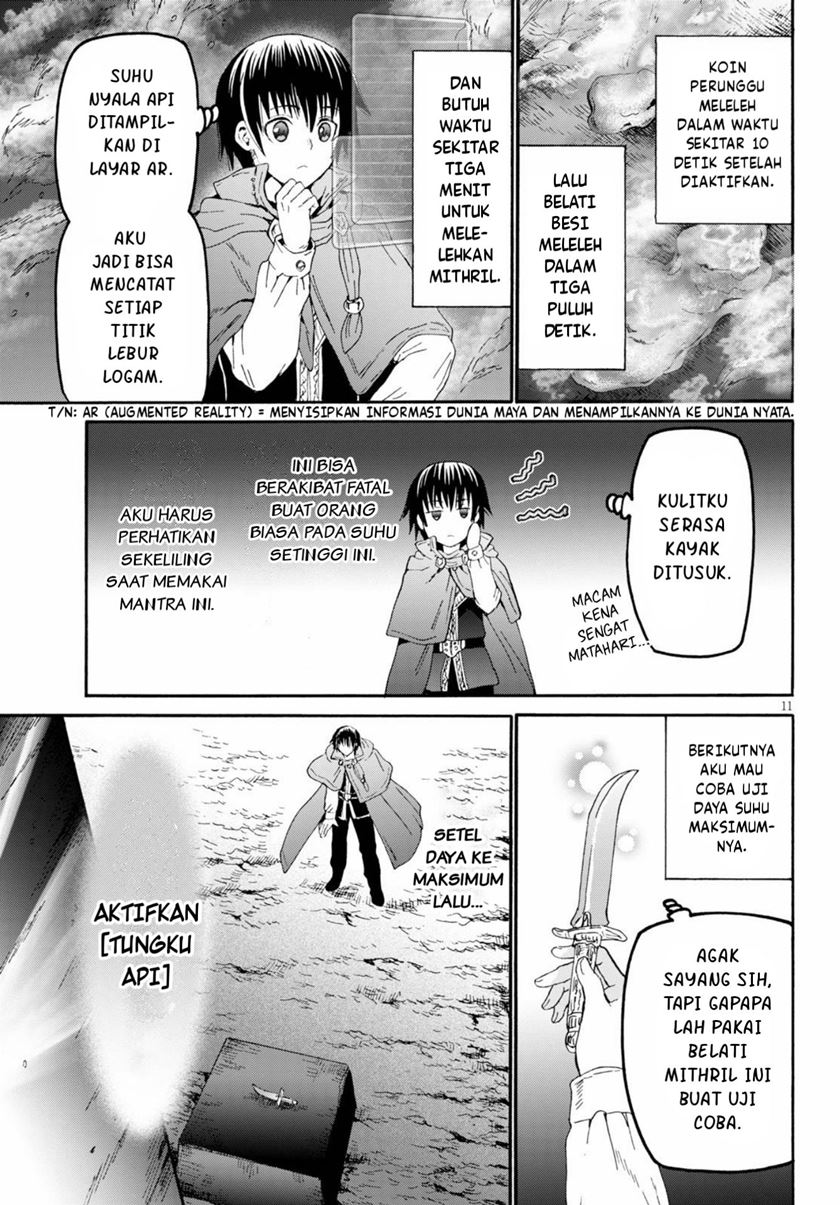 KOIN
PERUNGGU
MELELEH
DALAM WAKTU
SEKITAR 10
DETIK SETELAH
DIAKTIFKAN.
LALU
BELATI
BESI
MELELEH
DALAM
TIGA
PULUH
DETIK.
DAN
BUTUH
WAKTU
SEKITAR
TIGA
MENIT
UNTUK
MELE-
LEHKAN
MITHRIL.
SUHU
NYALA API
DITAMPIL-
KAN DI
LAYAR AR.
AKU
JADI BISA
MENCATAT
SETIAP
TITIK
LEBUR
LOGAM.
T/N: AR (AUGMENTED REALITY) = MENYISIPKAN INFORMASI DUNIA MAYA DAN MENAMPILKANNYA KE DUNIA NYATA.
KULITKU
SERASA
KAYAK
DITUSUK.
MACAM
KENA
SENGAT
MATAHARI...
INI BISA
BERAKIBAT FATAL
BUAT ORANG
BIASA PADA SUHU
SETINGGI INI.
AKU HARUS
PERHATIKAN
SEKELILING
SAAT MEMAKAI
MANTRA INI.
11
BERIKUTNYA
AKU MAU
COBA UJI
DAYA SUHU
MAKSIMUM-
NYA.
AGAK
SAYANG SIH,
TAPI GAPAPA
LAH PAKAI
BELATI
MITHRIL INI
BUAT UJI
COBA.
SETEL
DAYA KE
MAKSIMUM
LALU...
AKTIFKAN
[TUNGKU
API]